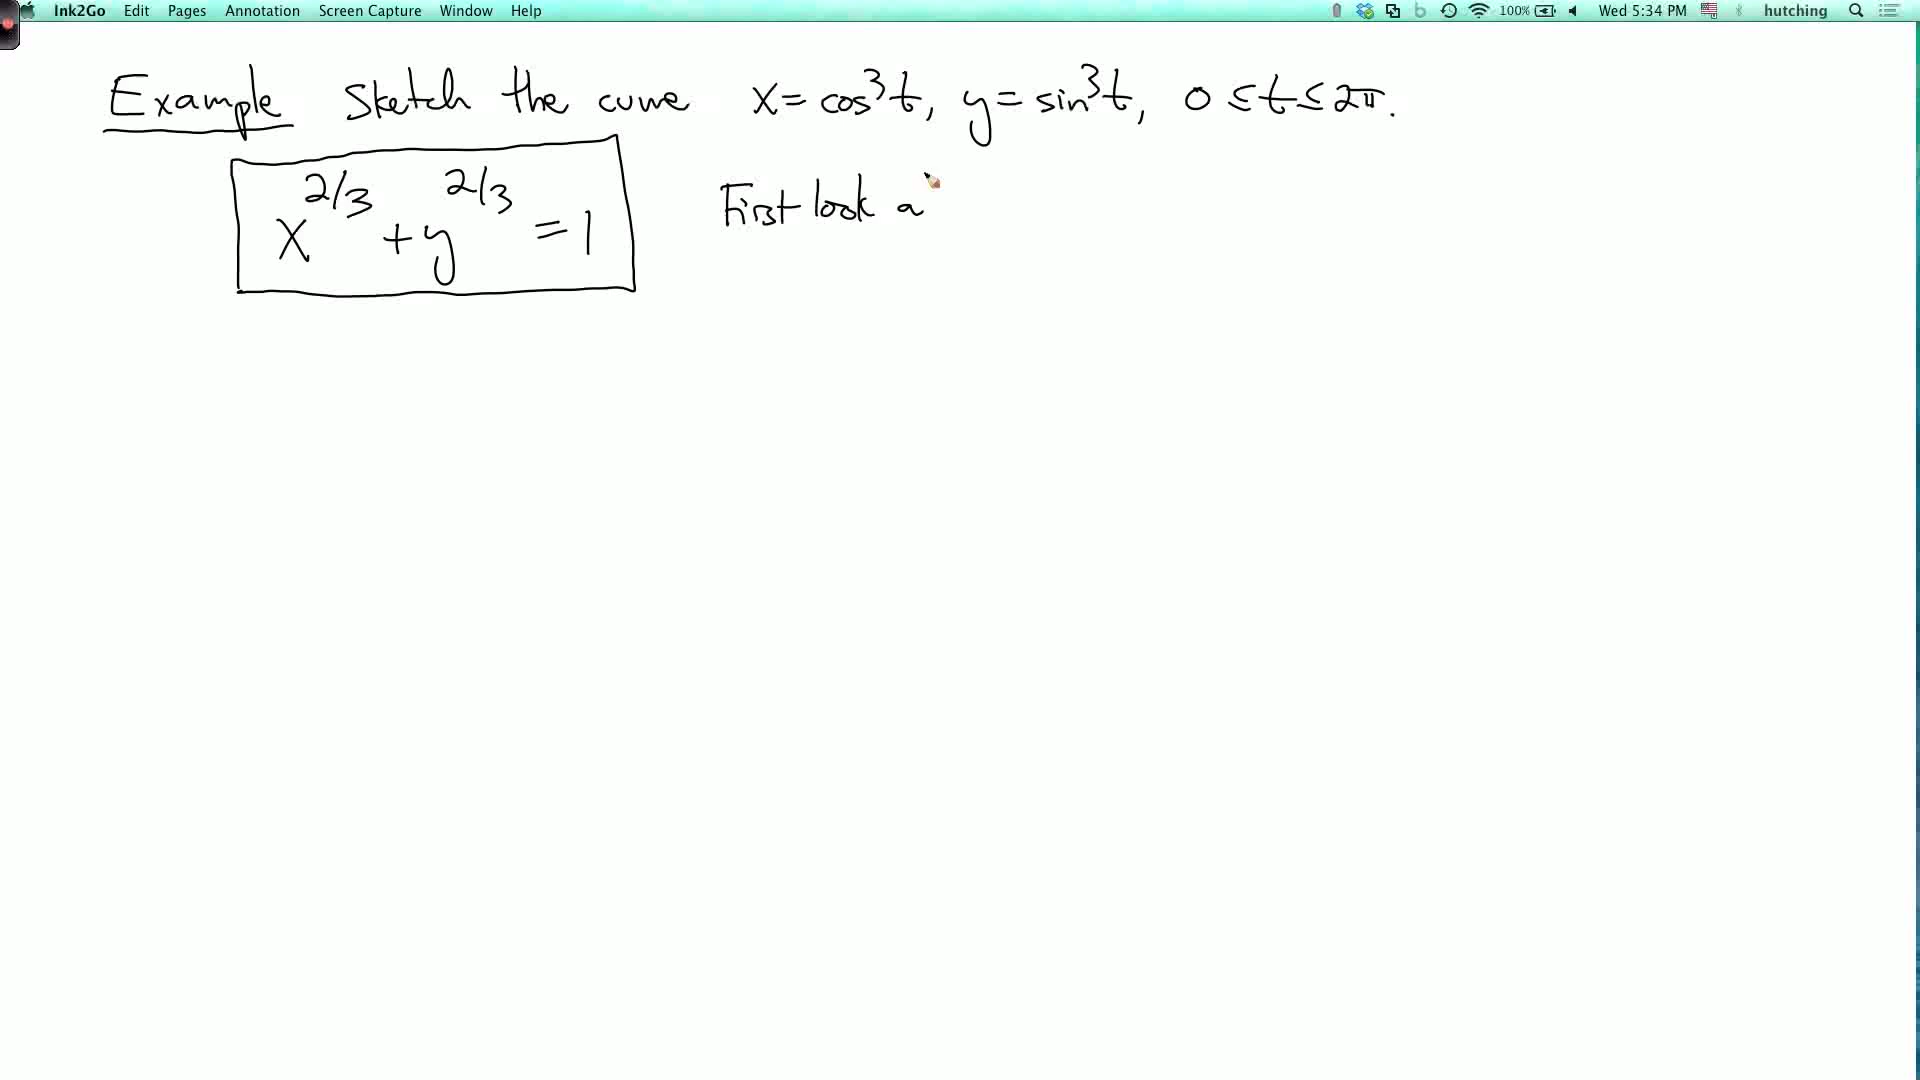 Ink2Go Edit Pages Annotation Screen Capture Window Help 100% Wed 5:34 PM hutching
Example Sketch the curve x = cos³t, y = sin³t, 0 ≤ t ≤ 2π.
x^{2/3} + y^{2/3} = 1
First look a